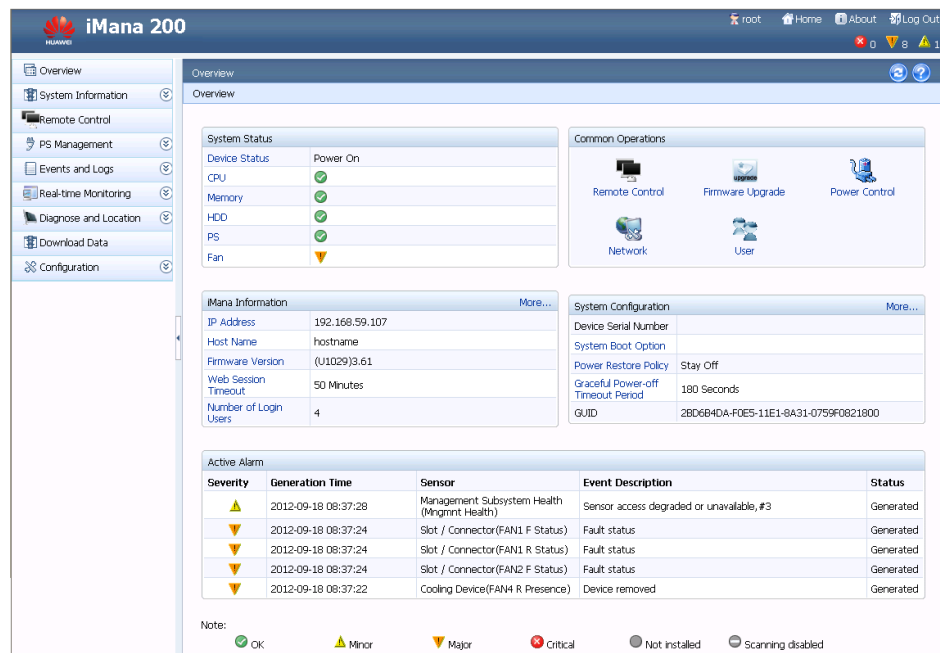 HUAWEI
iMana 200
root Home About Log Out
0 8 1
Overview
System Information
Remote Control
PS Management
Events and Logs
Real-time Monitoring
Diagnose and Location
Download Data
Configuration
Overview
Overview
System Status
Device Status Power On
CPU
Memory
HDD
PS
Fan
Common Operations
Remote Control
upgrade
Firmware Upgrade
Power Control
Network
User
iMana Information More...
IP Address 192.168.59.107
Host Name hostname
Firmware Version (U1029)3.61
Web Session
Timeout
50 Minutes
Number of Login
Users
4
System Configuration More...
Device Serial Number
System Boot Option
Power Restore Policy Stay Off
Graceful Power-off
Timeout Period
180 Seconds
GUID 2BD6B4DA-F0E5-11E1-8A31-0759F0821800
Active Alarm
Severity Generation Time Sensor Event Description Status
2012-09-18 08:37:28 Management Subsystem Health
(Mngmnt Health)
Sensor access degraded or unavailable,#3 Generated
2012-09-18 08:37:24 Slot / Connector(FAN1 F Status) Fault status Generated
2012-09-18 08:37:24 Slot / Connector(FAN1 R Status) Fault status Generated
2012-09-18 08:37:24 Slot / Connector(FAN2 F Status) Fault status Generated
2012-09-18 08:37:22 Cooling Device(FAN4 R Presence) Device removed Generated
Note:
OK Minor Major Critical Not installed Scanning disabled